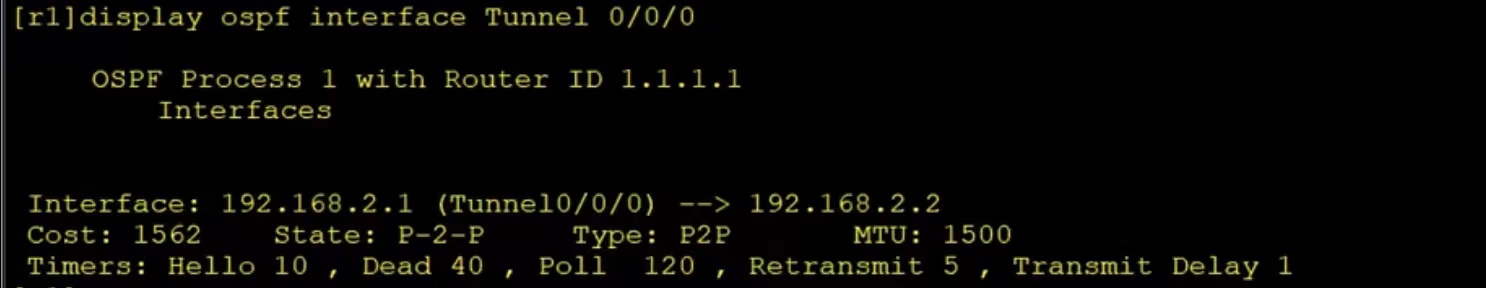 [r1]display ospf interface Tunnel 0/0/0
OSPF Process 1 with Router ID 1.1.1.1
Interfaces
Interface: 192.168.2.1 (Tunnel0/0/0) --> 192.168.2.2
Cost: 1562 State: P-2-P Type: P2P MTU: 1500
Timers: Hello 10 , Dead 40 , Poll 120 , Retransmit 5 , Transmit Delay 1